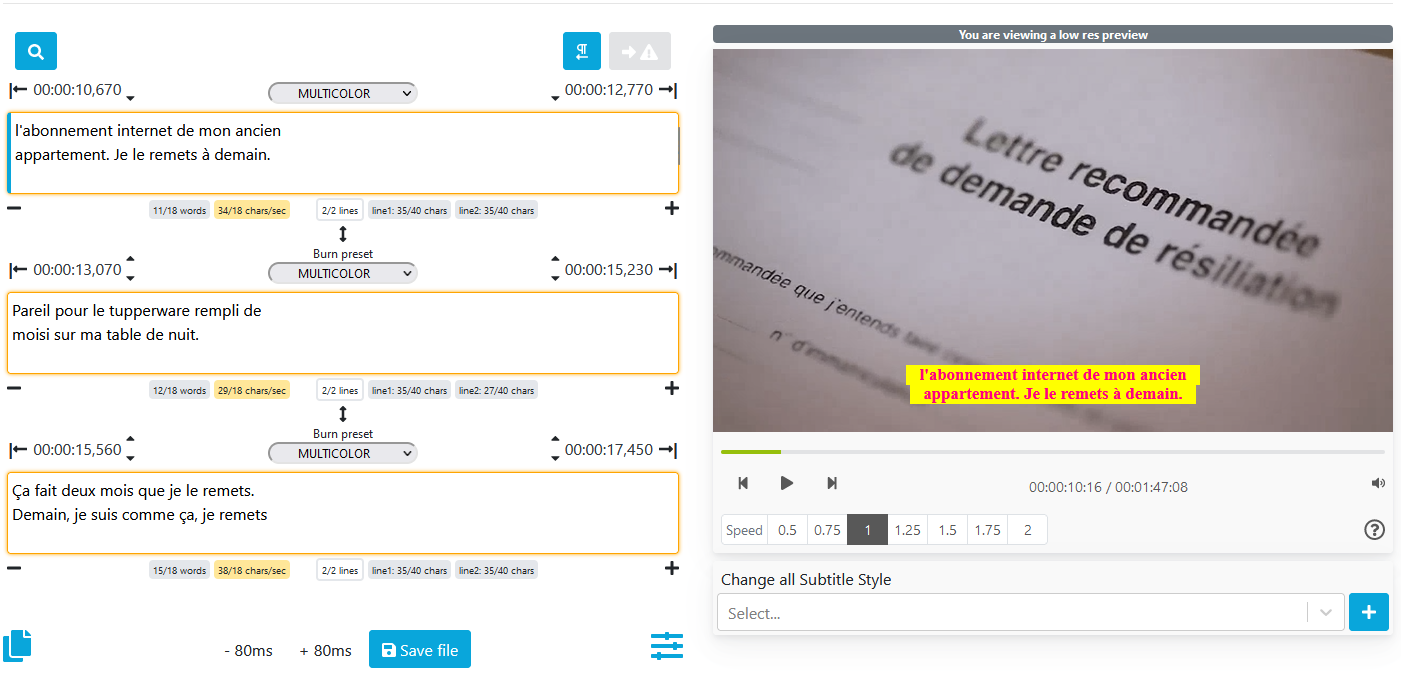 You are viewing a low res preview
00:00:10,670
MULTICOLOR
00:00:12,770
l'abonnement internet de mon ancien
appartement. Je le remets à demain.
11/18 words
34/18 chars/sec
2/2 lines
line1: 35/40 chars
line2: 35/40 chars
Burn preset
00:00:13,070
MULTICOLOR
00:00:15,230
Pareil pour le tupperware rempli de
moisi sur ma table de nuit.
12/18 words
29/18 chars/sec
2/2 lines
line1: 35/40 chars
line2: 27/40 chars
Burn preset
00:00:15,560
MULTICOLOR
00:00:17,450
Ça fait deux mois que je le remets.
Demain, je suis comme ça, je remets
15/18 words
38/18 chars/sec
2/2 lines
line1: 35/40 chars
line2: 35/40 chars
- 80ms
+ 80ms
Save file
Lettre recommandée
de demande de résiliation
mmandée que j'entends faire
n° d'immatriculation
l'abonnement internet de mon ancien
appartement. Je le remets à demain.
00:00:10:16 / 00:01:47:08
Speed 0.5 0.75 1 1.25 1.5 1.75 2
Change all Subtitle Style
Select...